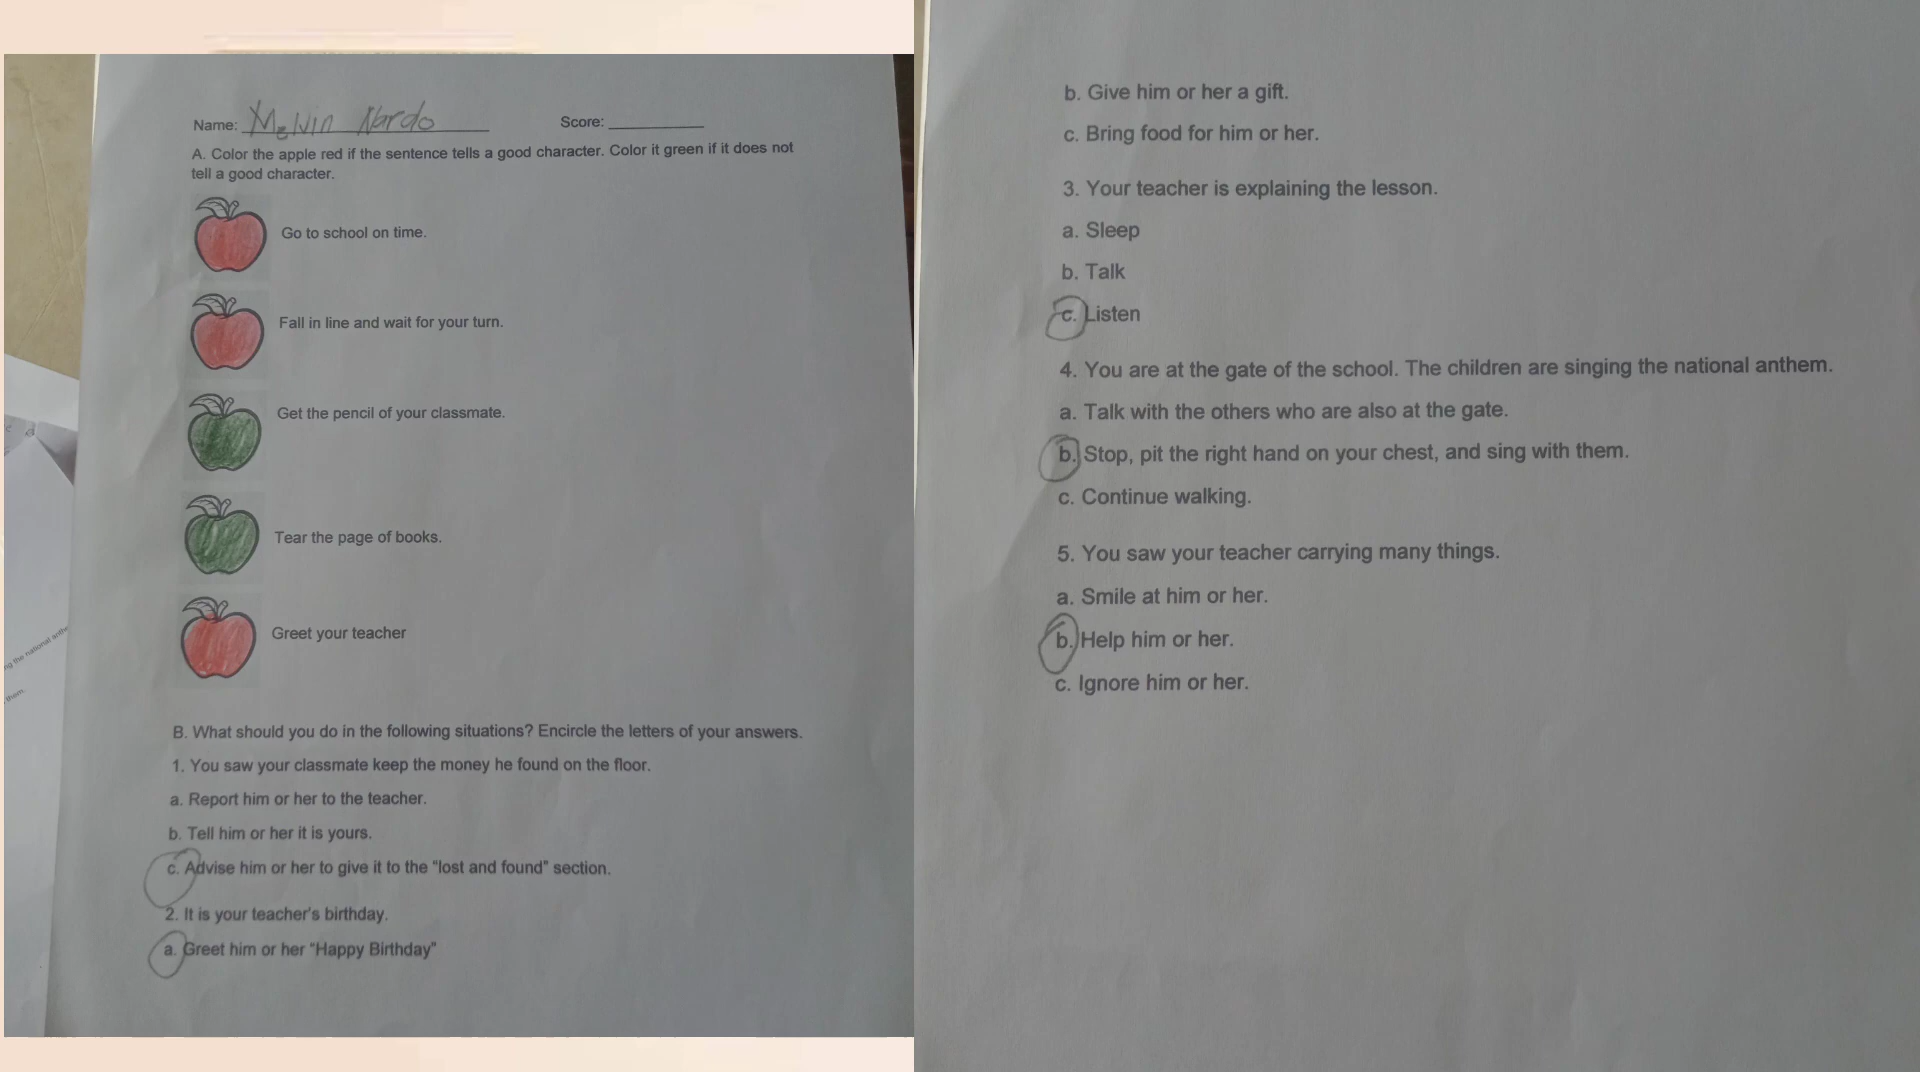 Name: Melvin Nardo Score:
A. Color the apple red if the sentence tells a good character. Color it green if it does not
tell a good character.
Go to school on time.
Fall in line and wait for your turn.
Get the pencil of your classmate.
Tear the page of books.
Greet your teacher
B. What should you do in the following situations? Encircle the letters of your answers.
1. You saw your classmate keep the money he found on the floor.
a. Report him or her to the teacher.
b. Tell him or her it is yours.
c. Advise him or her to give it to the "lost and found" section.
2. It is your teacher's birthday.
a. Greet him or her "Happy Birthday"
b. Give him or her a gift.
c. Bring food for him or her.
3. Your teacher is explaining the lesson.
a. Sleep
b. Talk
c. Listen
4. You are at the gate of the school. The children are singing the national anthem.
a. Talk with the others who are also at the gate.
b. Stop, pit the right hand on your chest, and sing with them.
c. Continue walking.
5. You saw your teacher carrying many things.
a. Smile at him or her.
b. Help him or her.
c. Ignore him or her.
ng the national
them.